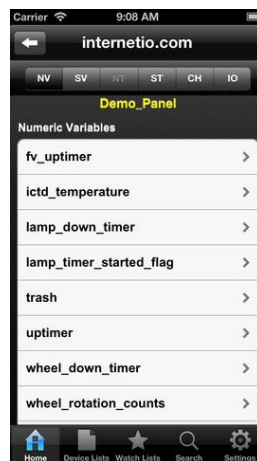 Carrier 9:08 AM
internetio.com
NV SV NT ST CH IO
Demo_Panel
Numeric Variables
fv_uptimer
ictd_temperature
lamp_down_timer
lamp_timer_started_flag
trash
uptimer
wheel_down_timer
wheel_rotation_counts
Home Device Lists Watch Lists Search Settings